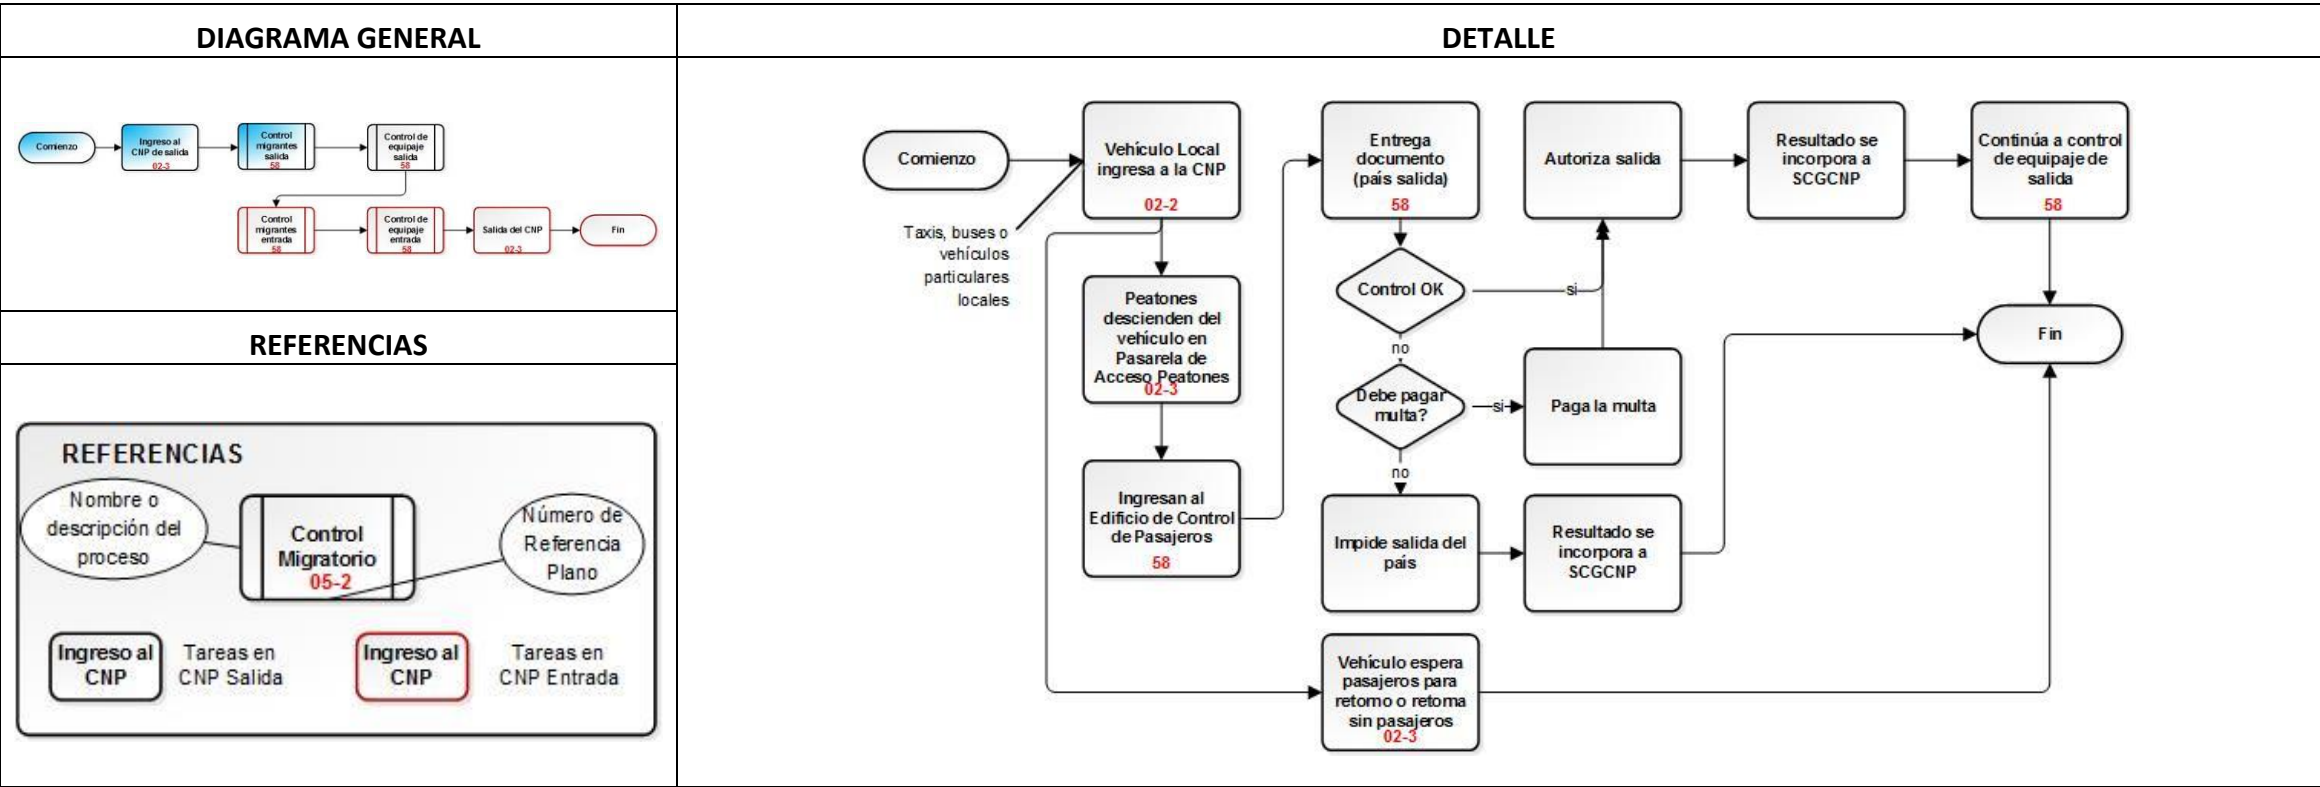 DIAGRAMA GENERAL
Comienzo
Ingreso al
CNP de salida
02-3
Control
migrantes
salida
58
Control de
equipaje
salida
58
Control
migrantes
entrada
58
Control de
equipaje
entrada
58
Salida del CNP
02-3
Fin
REFERENCIAS
REFERENCIAS
Nombre o
descripción del
proceso
Control
Migratorio
05-2
Número de
Referencia
Plano
Ingreso al
CNP
Tareas en
CNP Salida
Ingreso al
CNP
Tareas en
CNP Entrada
DETALLE
Comienzo
Taxis, buses o
vehículos
particulares
locales
Vehículo Local
ingresa a la CNP
02-2
Peatones
descienden del
vehículo en
Pasarela de
Acceso Peatones
02-3
Ingresan al
Edificio de Control
de Pasajeros
58
Entrega
documento
(país salida)
58
Control OK
si
no
Debe pagar
multa?
si
no
Impide salida del
país
Vehículo espera
pasajeros para
retorno o retorna
sin pasajeros
02-3
Autoriza salida
Paga la multa
Resultado se
incorpora a
SCGCNP
Resultado se
incorpora a
SCGCNP
Continúa a control
de equipaje de
salida
58
Fin